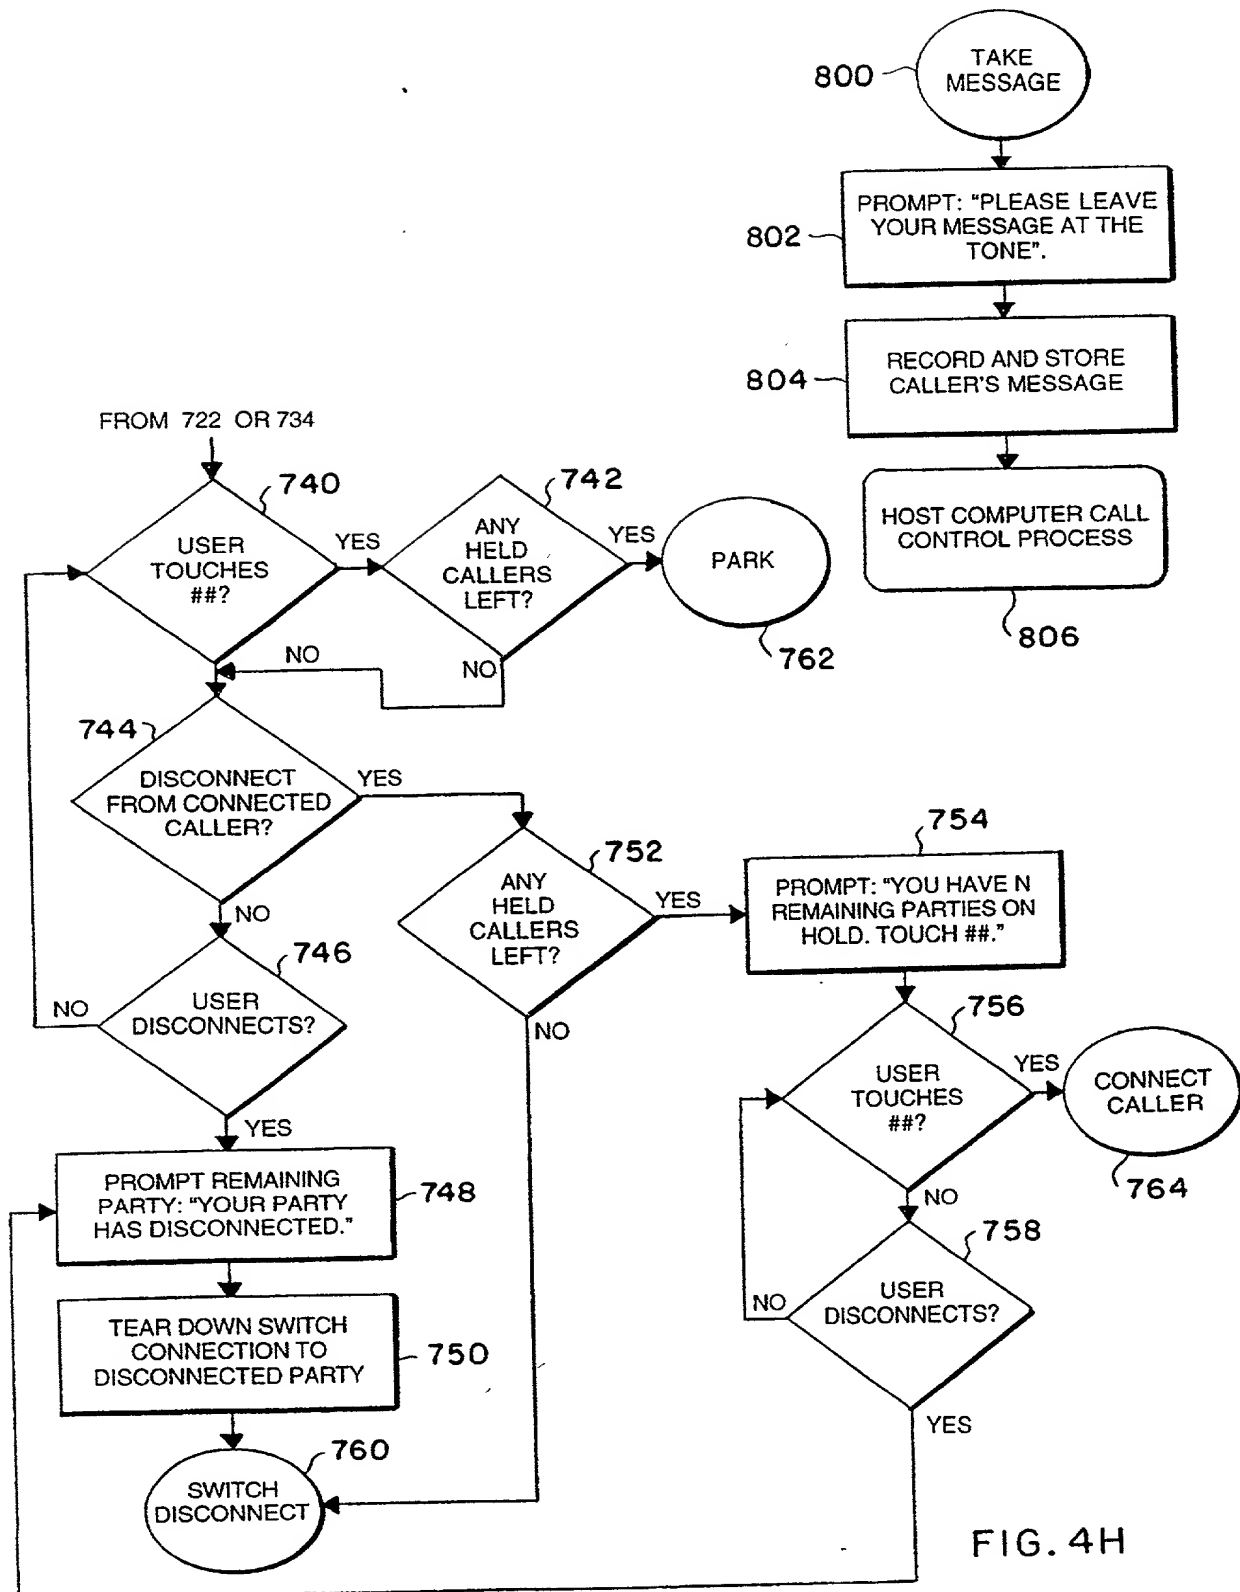 800
TAKE
MESSAGE
802
PROMPT: “PLEASE LEAVE
YOUR MESSAGE AT THE
TONE”.
804
RECORD AND STORE
CALLER'S MESSAGE
HOST COMPUTER CALL
CONTROL PROCESS
806
FROM 722 OR 734
740
USER
TOUCHES
##?
YES
NO
742
ANY
HELD
CALLERS
LEFT?
YES
NO
PARK
762
744
DISCONNECT
FROM CONNECTED
CALLER?
YES
NO
746
USER
DISCONNECTS?
NO
YES
PROMPT REMAINING
PARTY: “YOUR PARTY
HAS DISCONNECTED.”
748
TEAR DOWN SWITCH
CONNECTION TO
DISCONNECTED PARTY
750
760
SWITCH
DISCONNECT
752
ANY
HELD
CALLERS
LEFT?
YES
NO
754
PROMPT: “YOU HAVE N
REMAINING PARTIES ON
HOLD. TOUCH ##.”
756
USER
TOUCHES
##?
YES
NO
CONNECT
CALLER
764
758
USER
DISCONNECTS?
NO
YES
FIG. 4H